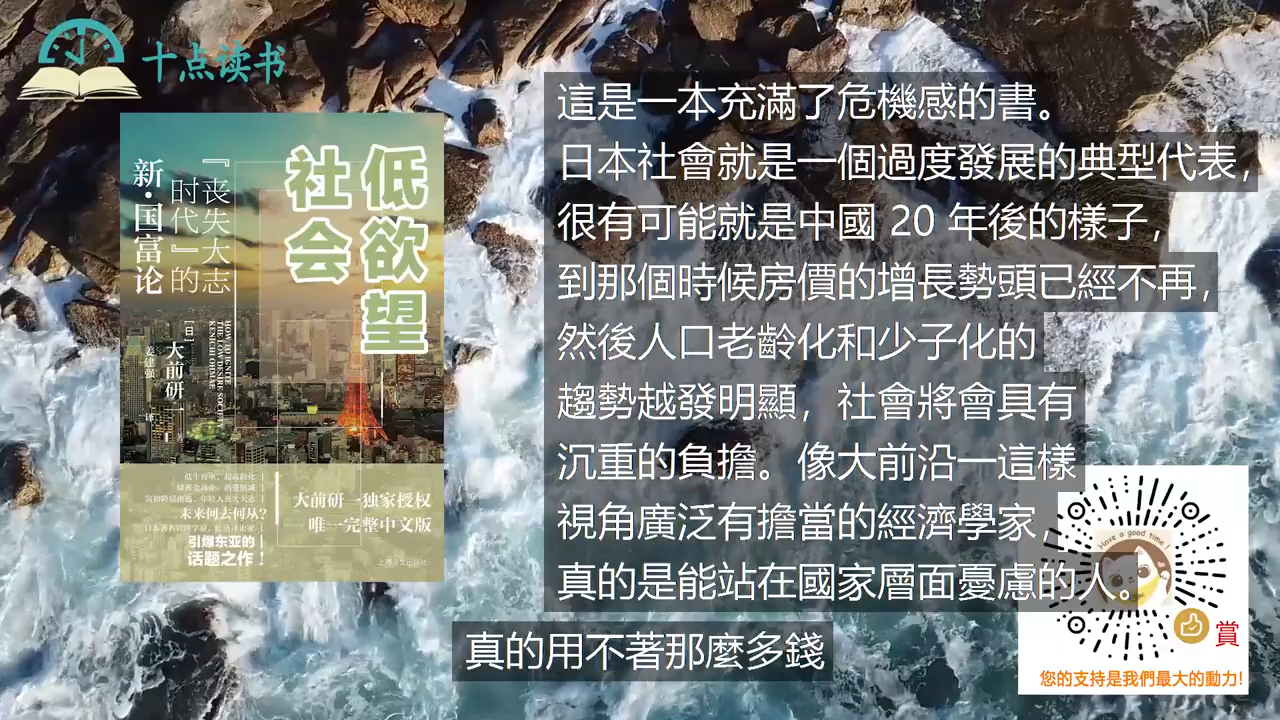 十点读书
低欲望
社会
『丧失大志
时代』的
新·国富论
[日]
大前研一
姜建强 译
HOW TO IGNITE
THE LOW DESIRE SOCIETY
KENICHI OHMAE
未来何去何从?
引爆东亚的
话题之作!
大前研一独家授权
唯一完整中文版
上海译文出版社
這是一本充滿了危機感的書。
日本社會就是一個過度發展的典型代表,
很有可能就是中國 20 年後的樣子,
到那個時候房價的增長勢頭已經不再,
然後人口老齡化和少子化的
趨勢越發明顯,社會將會具有
沉重的負擔。像大前沿一這樣
視角廣泛有擔當的經濟學家,
真的是能站在國家層面憂慮的人。
真的用不著那麼多錢
Have a good time !
賞
您的支持是我們最大的動力!